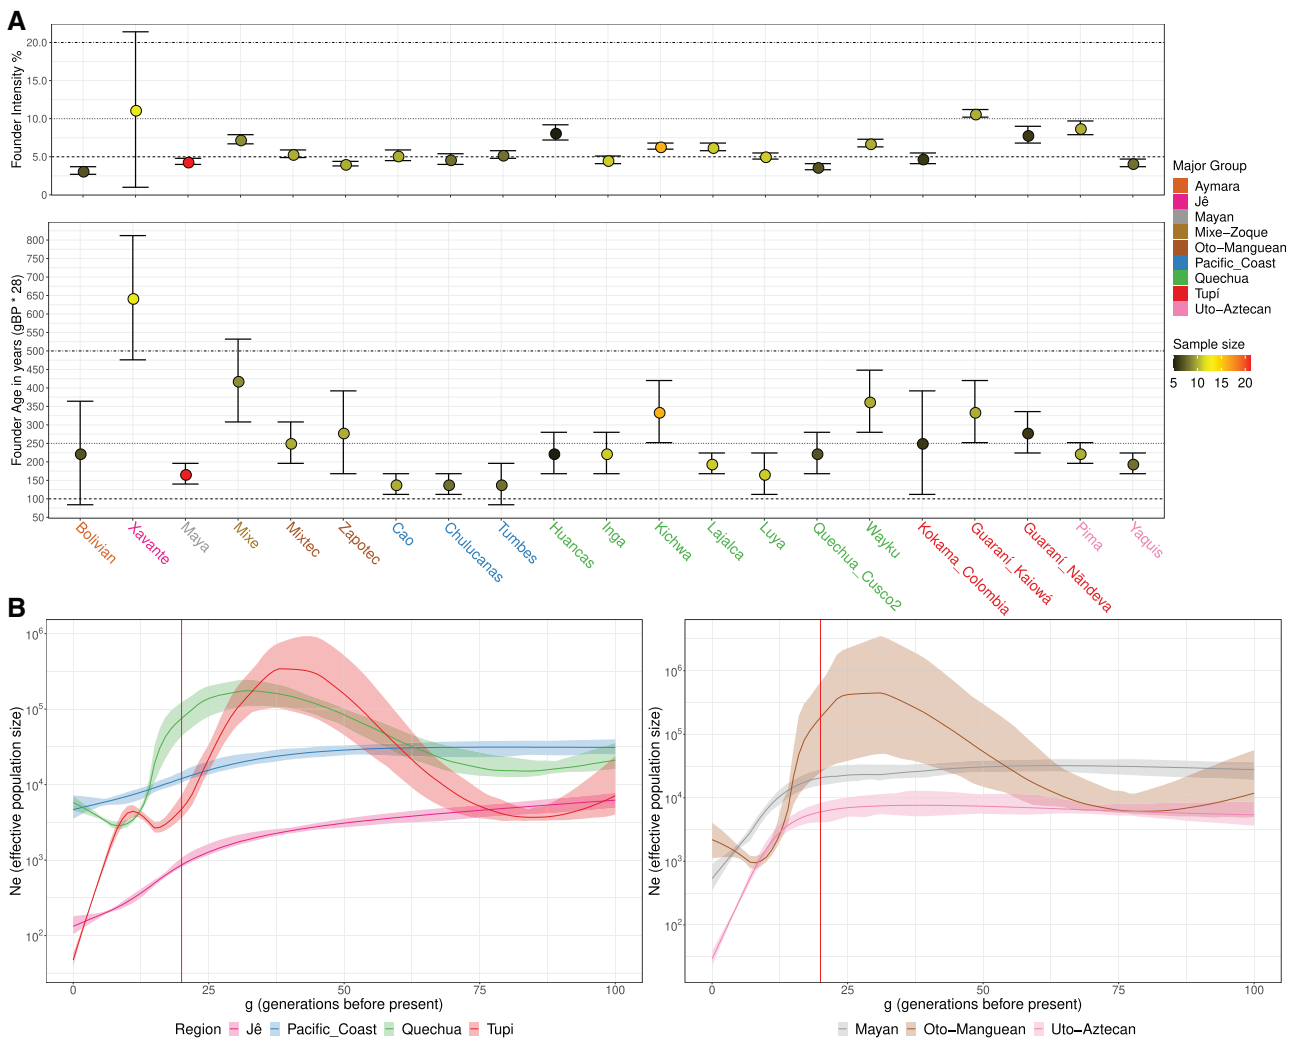 A
Founder Intensity %
20.0
15.0
10.0
5.0
0
Founder Age in years (gBP * 28)
800
750
700
650
600
550
500
450
400
350
300
250
200
150
100
50
Bolivian
Xavante
Maya
Mixe
Mixtec
Zapotec
Cao
Chulucanas
Tumbes
Huancas
Inga
Kichwa
Lajalca
Luya
Quechua_Cusco2
Wayku
Kokama_Colombia
Guaraní_Kaiowá
Guaraní_Nãndeva
Pima
Yaquis
Major Group
Aymara
Jê
Mayan
Mixe−Zoque
Oto−Manguean
Pacific_Coast
Quechua
Tupí
Uto−Aztecan
Sample size
5 10 15 20
B
Ne (effective population size)
10⁶
10⁵
10⁴
10³
10²
0 25 50 75 100
g (generations before present)
Region Jê Pacific_Coast Quechua Tupi
Ne (effective population size)
10⁶
10⁵
10⁴
10³
10²
0 25 50 75 100
g (generations before present)
Mayan Oto−Manguean Uto−Aztecan